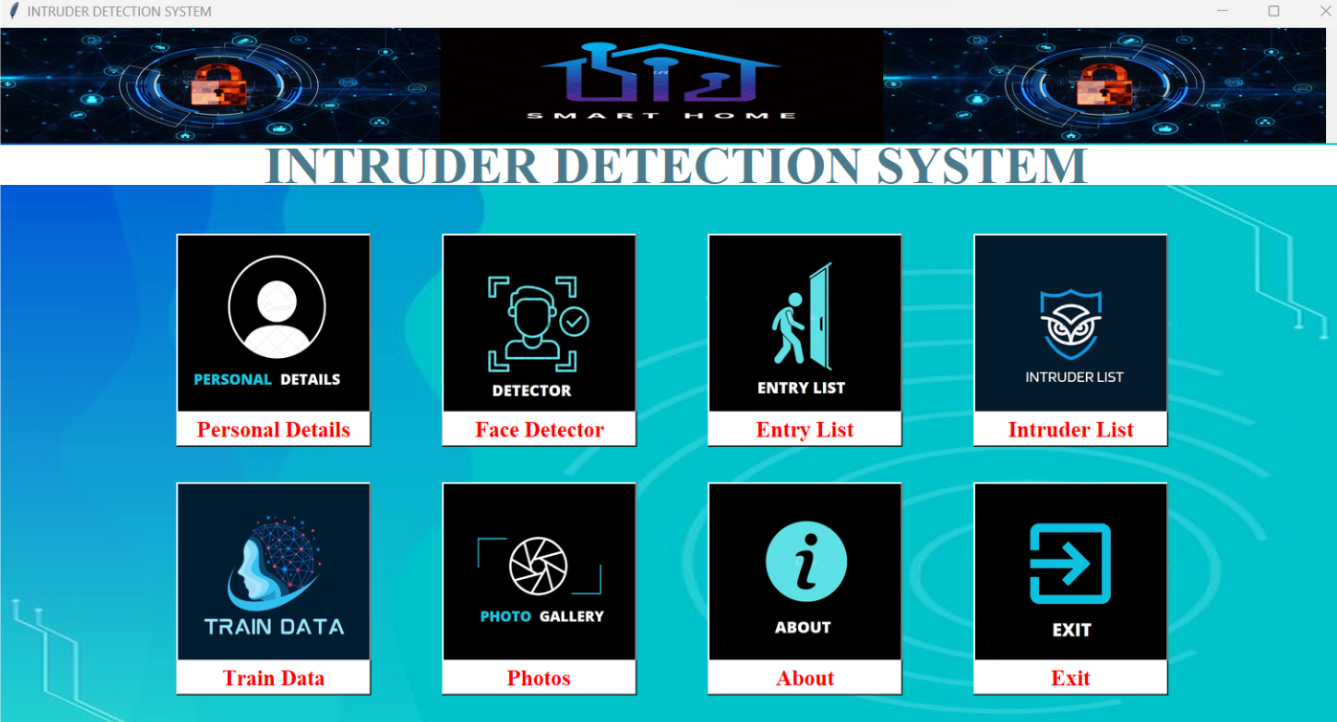 INTRUDER DETECTION SYSTEM
SMART HOME
INTRUDER DETECTION SYSTEM
PERSONAL DETAILS
DETECTOR
ENTRY LIST
INTRUDER LIST
Personal Details
Face Detector
Entry List
Intruder List
TRAIN DATA
PHOTO GALLERY
ABOUT
EXIT
Train Data
Photos
About
Exit